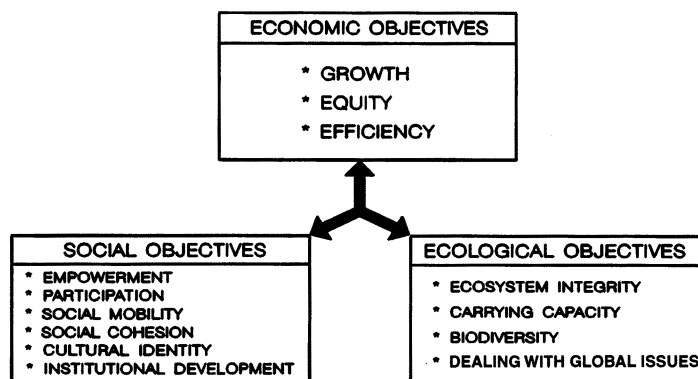 ECONOMIC OBJECTIVES
* GROWTH
* EQUITY
* EFFICIENCY
SOCIAL OBJECTIVES
* EMPOWERMENT
* PARTICIPATION
* SOCIAL MOBILITY
* SOCIAL COHESION
* CULTURAL IDENTITY
* INSTITUTIONAL DEVELOPMENT
ECOLOGICAL OBJECTIVES
* ECOSYSTEM INTEGRITY
* CARRYING CAPACITY
* BIODIVERSITY
* DEALING WITH GLOBAL ISSUES